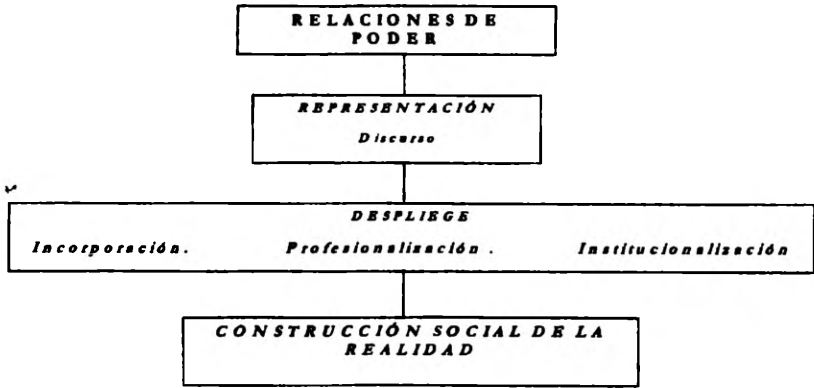 RELACIONES DE
PODER
REPRESENTACIÓN
Discurso
DESPLIEGE
Incorporación. Profesionalización. Institucionalización
CONSTRUCCIÓN SOCIAL DE LA
REALIDAD